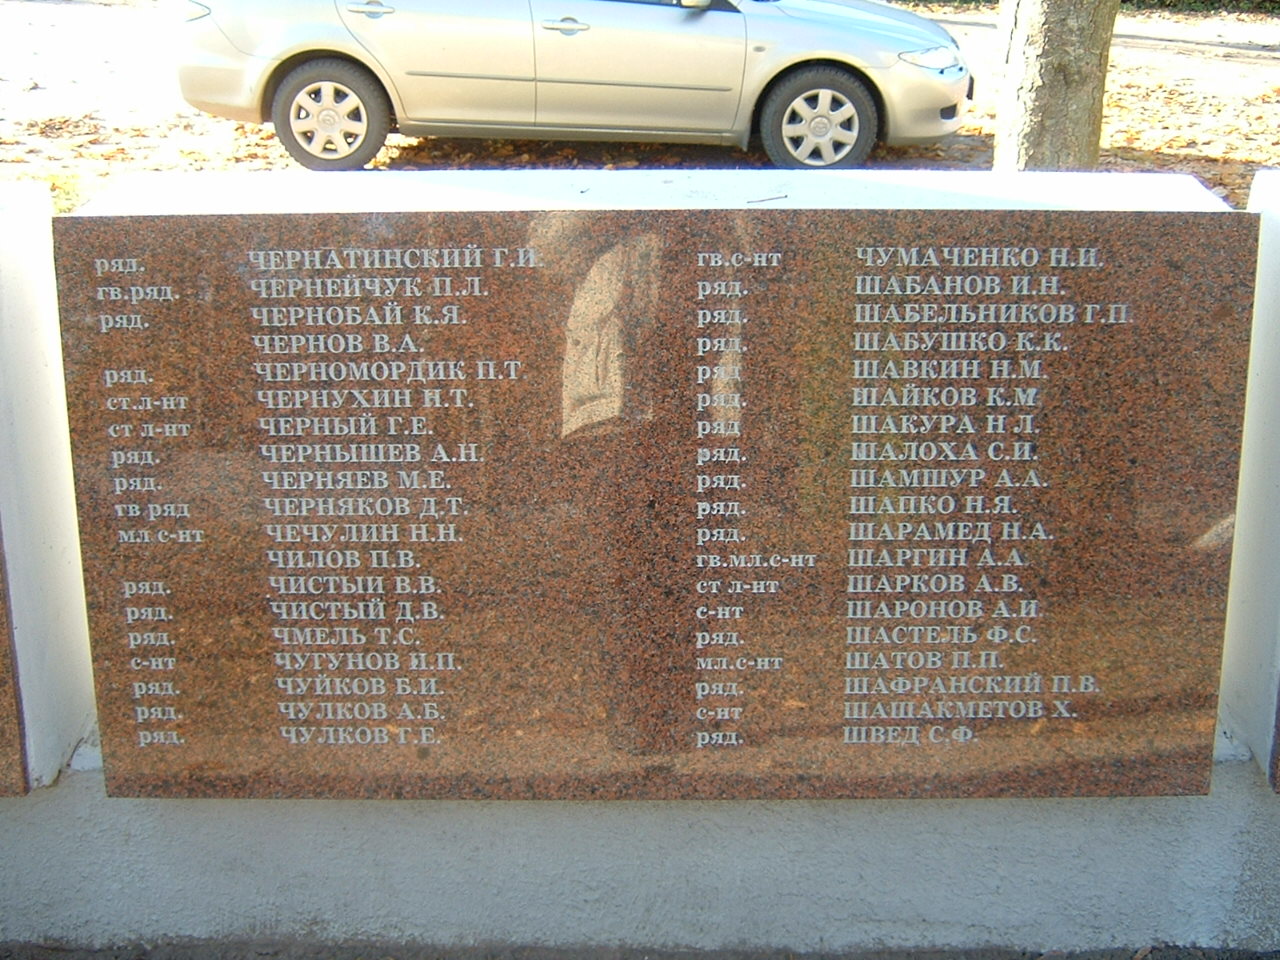 ряд. ЧЕРНАТИНСКИЙ Г.И.
гв.ряд. ЧЕРНЕЙЧУК П.Л.
ряд. ЧЕРНОБАЙ К.Я.
ЧЕРНОВ В.А.
ряд. ЧЕРНОМОРДИК П.Т
ст.л-нт ЧЕРНУХИН Н.Т.
ст л-нт ЧЕРНЫЙ Г.Е.
ряд. ЧЕРНЫШЕВ А.Н.
ряд. ЧЕРНЯЕВ М.Е.
гв.ряд ЧЕРНЯКОВ Д.Т.
мл с-нт ЧЕЧУЛИН Н.Н.
ЧИЛОВ П.В.
ряд. ЧИСТЫЙ В.В.
ряд. ЧИСТЫЙ Д.В.
ряд. ЧМЕЛЬ Т.С.
с-нт ЧУГУНОВ И.П.
ряд. ЧУЙКОВ Б.И.
ряд. ЧУЛКОВ А.Б.
ряд. ЧУЛКОВ Г.Е.
гв.с-нт ЧУМАЧЕНКО Н.И.
ряд. ШАБАНОВ И.Н.
ряд. ШАБЕЛЬНИКОВ Г.П.
ряд. ШАБУШКО К.К.
ряд. ШАВКИН Н.М.
ряд. ШАЙКОВ К.М
ряд. ШАКУРА Н.Л.
ряд. ШАЛОХА С.И.
ряд. ШАМШУР А.А.
ряд. ШАПКО Н.Я.
ряд. ШАРАМЕД Н.А.
гв.мл.с-нт ШАРГИН А.А
ст л-нт ШАРКОВ А.В.
с-нт ШАРОНОВ А.И
ряд. ШАСТЕЛЬ Ф.С.
мл.с-нт ШАТОВ П.П.
ряд. ШАФРАНСКИЙ П.В.
с-нт ШАШАКМЕТОВ Х.
ряд. ШВЕД С.Ф.